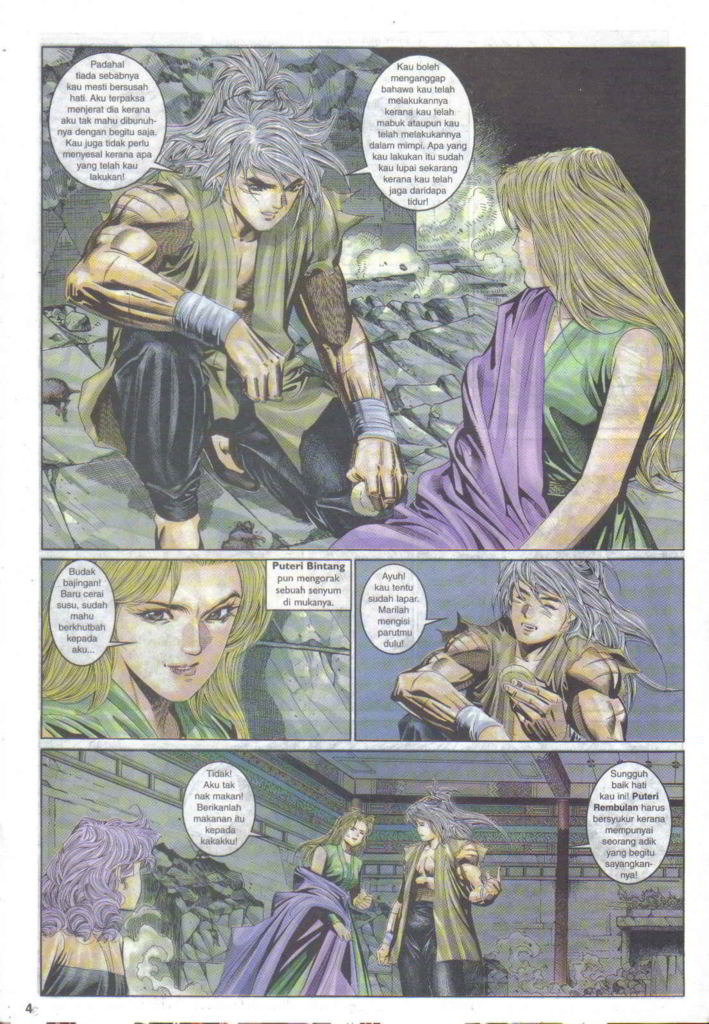 Padahal
tiada sebabnya
kau mesti bersusah
hati. Aku terpaksa
menjerat dia kerana
aku tak mahu dibunuh-
nya dengan begitu saja.
Kau juga tidak perlu
menyesal kerana apa
yang telah kau
lakukan!
Kau boleh
menganggap
bahawa kau telah
melakukannya
kerana kau telah
mabuk ataupun kau
telah melakukannya
dalam mimpi. Apa yang
kau lakukan itu sudah
kau lupai sekarang
kerana kau telah
jaga daridapa
tidur!
Budak
bajingan!
Baru cerai
susu, sudah
mahu
berkhutbah
kepada
aku...
Puteri Bintang
pun mengorak
sebuah senyum
di mukanya.
Ayuh!
kau tentu
sudah lapar.
Marilah
mengisi
parutmu
dulu!
Tidak!
Aku tak
nak makan!
Berikanlah
makanan itu
kepada
kakakku!
Sungguh
baik hati
kau ini! Puteri
Rembulan harus
bersyukur kerana
mempunyai
seorang adik
yang begitu
sayangkan-
nya!
4